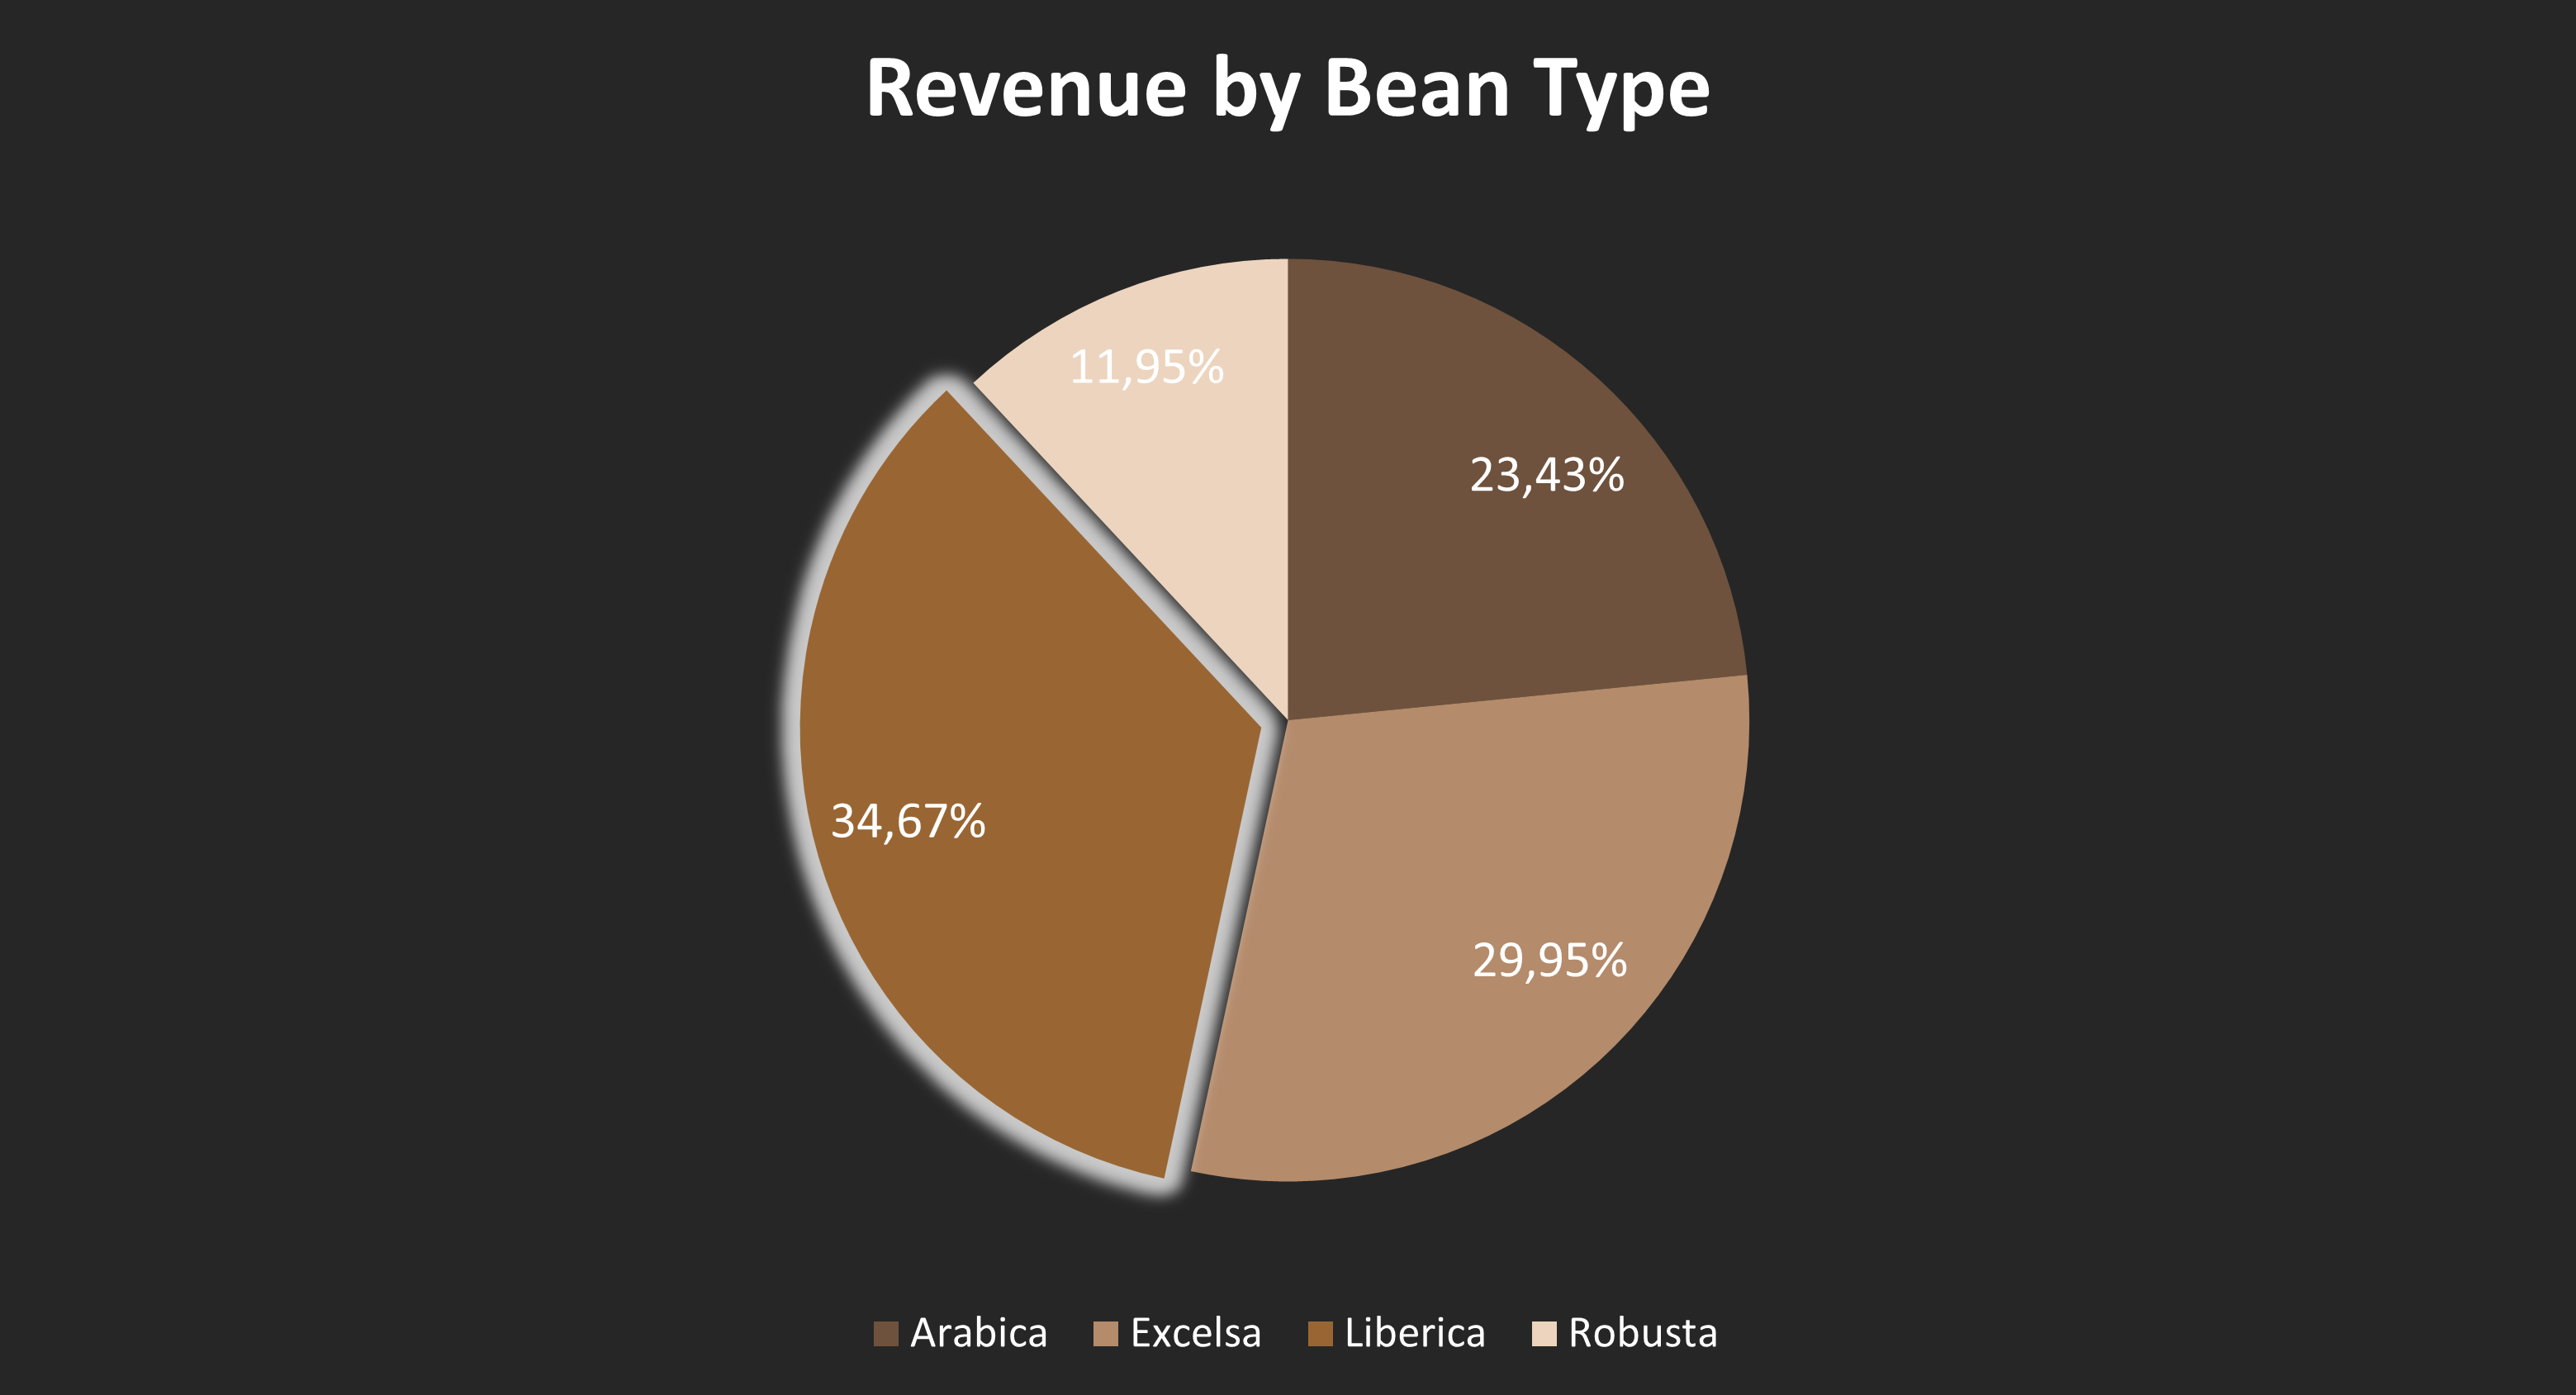 Revenue by Bean Type
11,95%
23,43%
34,67%
29,95%
Arabica Excelsa Liberica Robusta